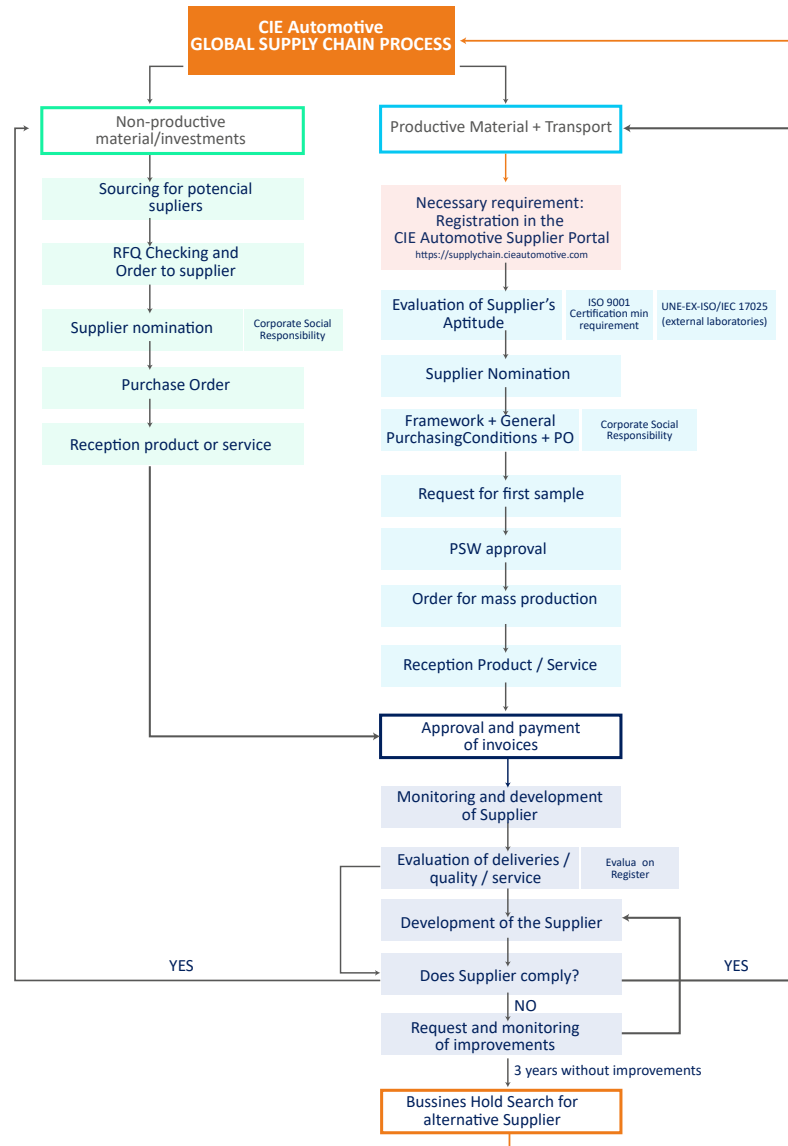 CIE Automotive
GLOBAL SUPPLY CHAIN PROCESS
Non-productive
material/investments
Sourcing for potencial
supliers
RFQ Checking and
Order to supplier
Supplier nomination
Corporate Social
Responsibility
Purchase Order
Reception product or service
Productive Material + Transport
Necessary requirement:
Registration in the
CIE Automotive Supplier Portal
https://supplychain.cieautomotive.com
Evaluation of Supplier's
Aptitude
ISO 9001
Certification min
requirement
UNE-EX-ISO/IEC 17025
(external laboratories)
Supplier Nomination
Framework + General
PurchasingConditions + PO
Corporate Social
Responsibility
Request for first sample
PSW approval
Order for mass production
Reception Product / Service
Approval and payment
of invoices
Monitoring and development
of Supplier
Evaluation of deliveries /
quality / service
Evalua on
Register
Development of the Supplier
YES
Does Supplier comply?
YES
NO
Request and monitoring
of improvements
3 years without improvements
Bussines Hold Search for
alternative Supplier